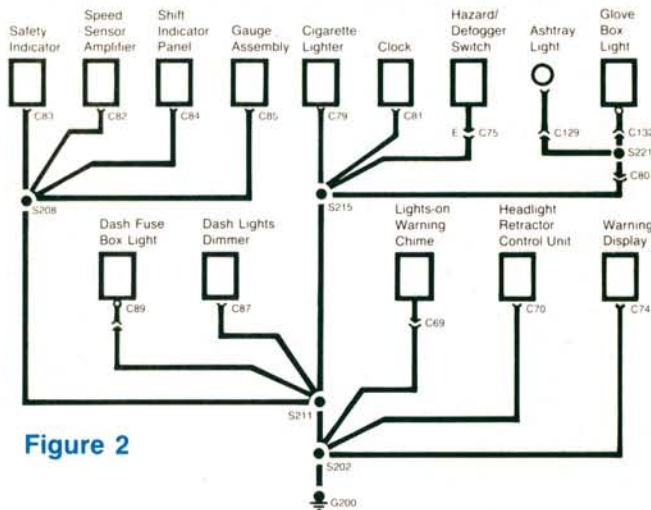 Safety
Indicator
Speed
Sensor
Amplifier
Shift
Indicator
Panel
Gauge
Assembly
Cigarette
Lighter
Clock
Hazard/
Defogger
Switch
Ashtray
Light
Glove
Box
Light
C83
C82
C84
C85
C79
C81
E
C75
C129
C132
S221
C80
S208
S215
Dash Fuse
Box Light
Dash Lights
Dimmer
Lights-on
Warning
Chime
Headlight
Retractor
Control Unit
Warning
Display
C89
C87
C69
C70
C74
S211
Figure 2
S202
G200